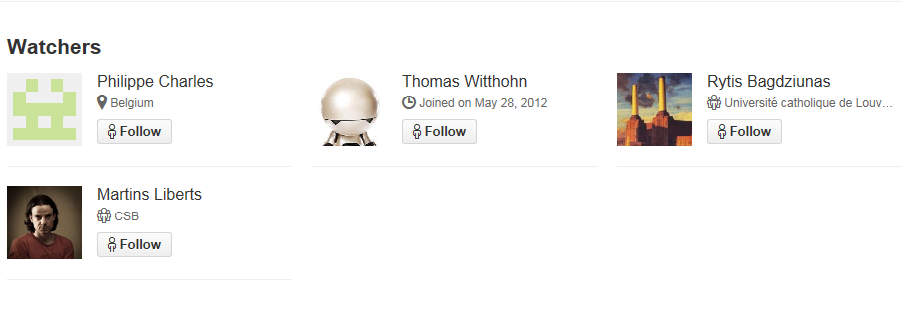 Watchers
Philippe Charles
Belgium
Follow
Thomas Witthohn
Joined on May 28, 2012
Follow
Rytis Bagdziunas
Université catholique de Louv…
Follow
Martins Liberts
CSB
Follow